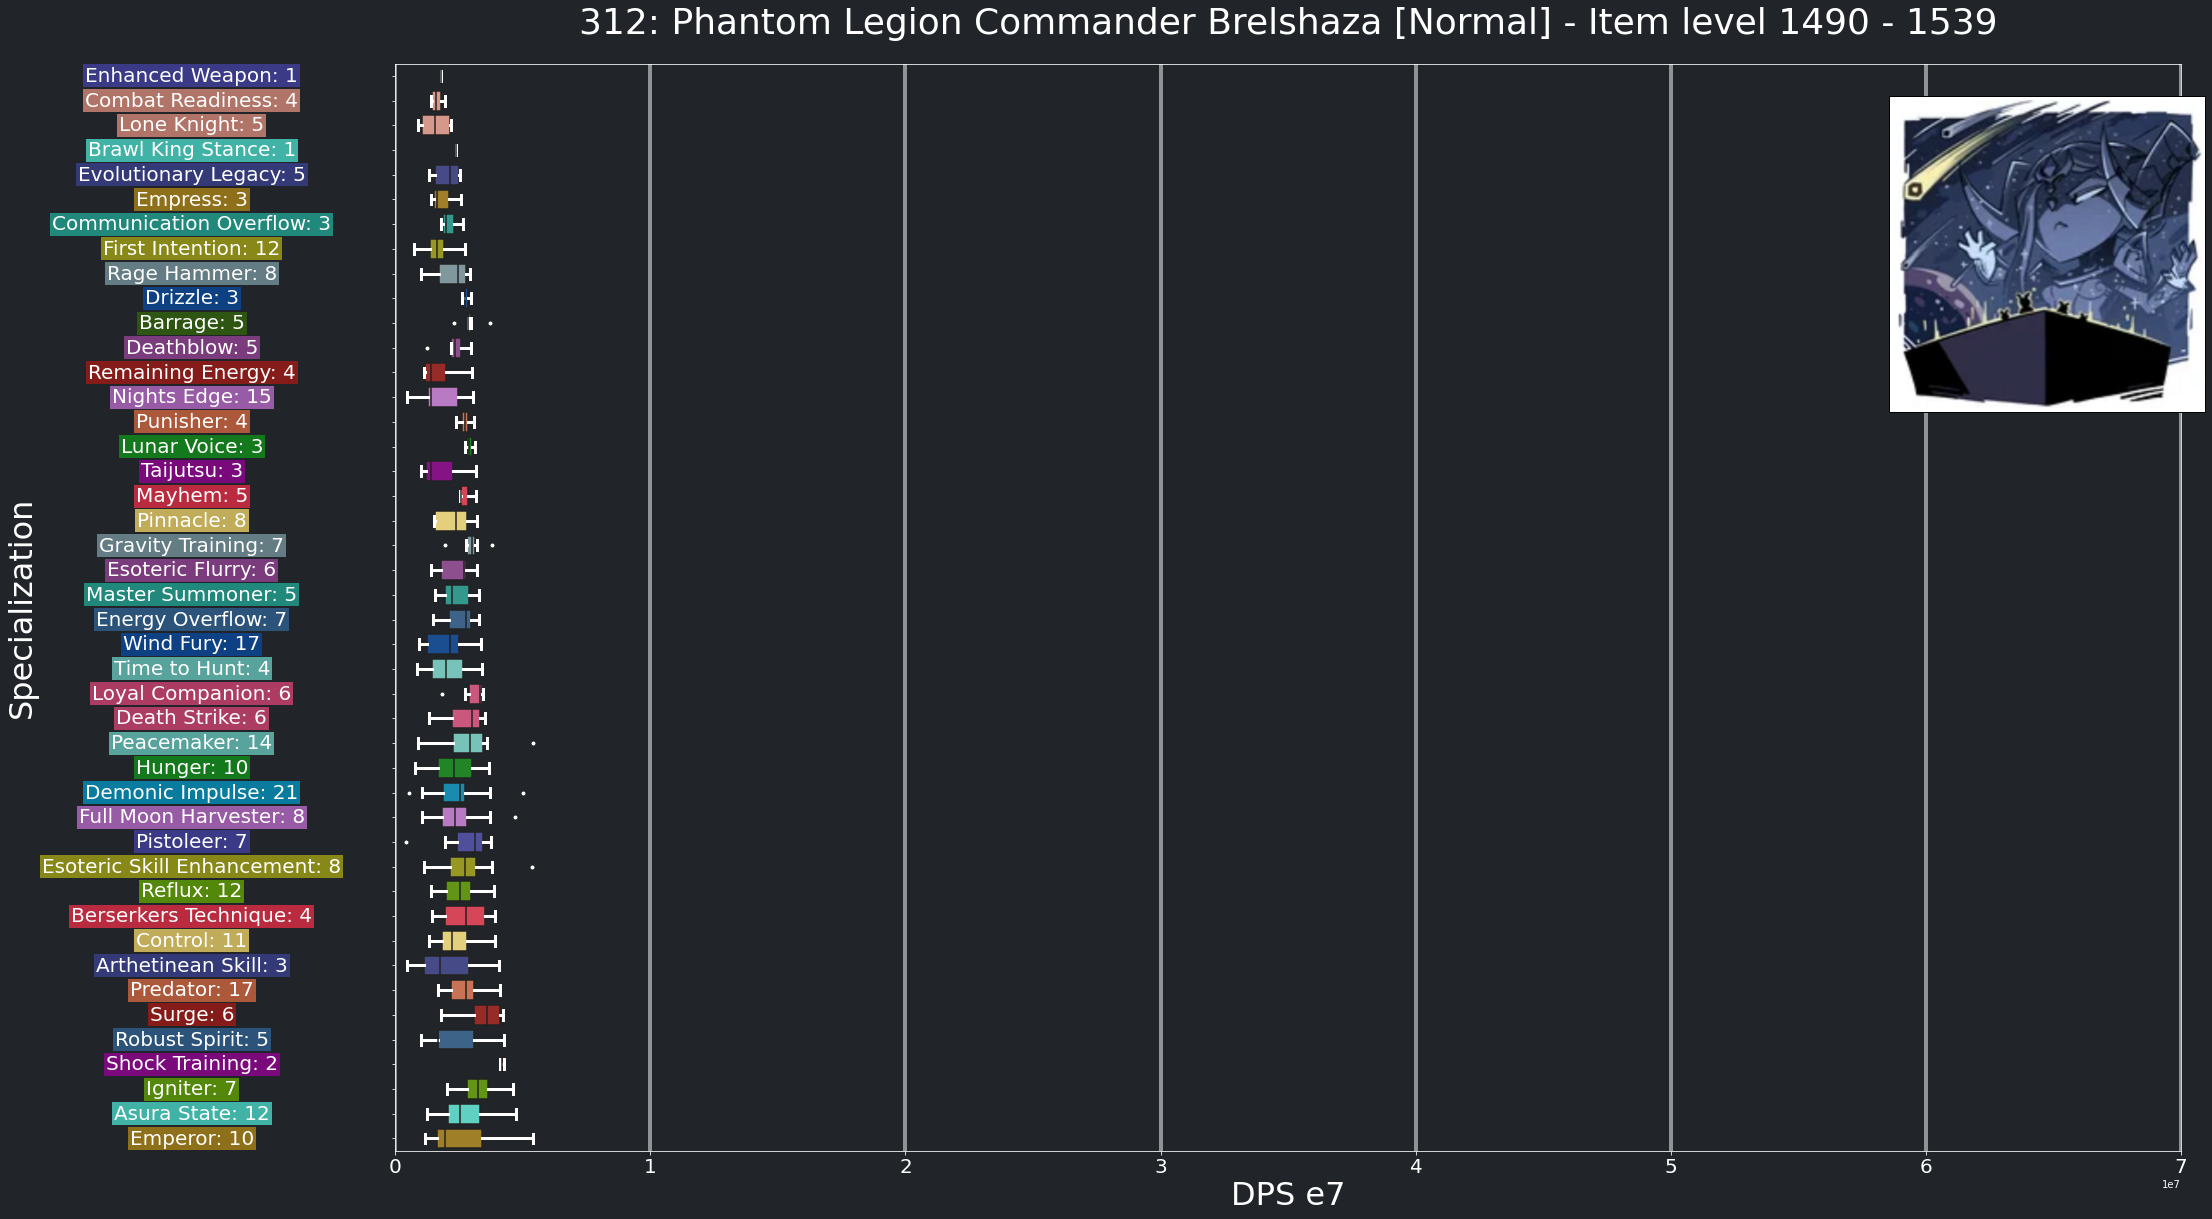 312: Phantom Legion Commander Brelshaza [Normal] - Item level 1490 - 1539
Specialization
Enhanced Weapon: 1
Combat Readiness: 4
Lone Knight: 5
Brawl King Stance: 1
Evolutionary Legacy: 5
Empress: 3
Communication Overflow: 3
First Intention: 12
Rage Hammer: 8
Drizzle: 3
Barrage: 5
Deathblow: 5
Remaining Energy: 4
Nights Edge: 15
Punisher: 4
Lunar Voice: 3
Taijutsu: 3
Mayhem: 5
Pinnacle: 8
Gravity Training: 7
Esoteric Flurry: 6
Master Summoner: 5
Energy Overflow: 7
Wind Fury: 17
Time to Hunt: 4
Loyal Companion: 6
Death Strike: 6
Peacemaker: 14
Hunger: 10
Demonic Impulse: 21
Full Moon Harvester: 8
Pistoleer: 7
Esoteric Skill Enhancement: 8
Reflux: 12
Berserkers Technique: 4
Control: 11
Arthetinean Skill: 3
Predator: 17
Surge: 6
Robust Spirit: 5
Shock Training: 2
Igniter: 7
Asura State: 12
Emperor: 10
0 1 2 3 4 5 6 7
1e7
DPS e7